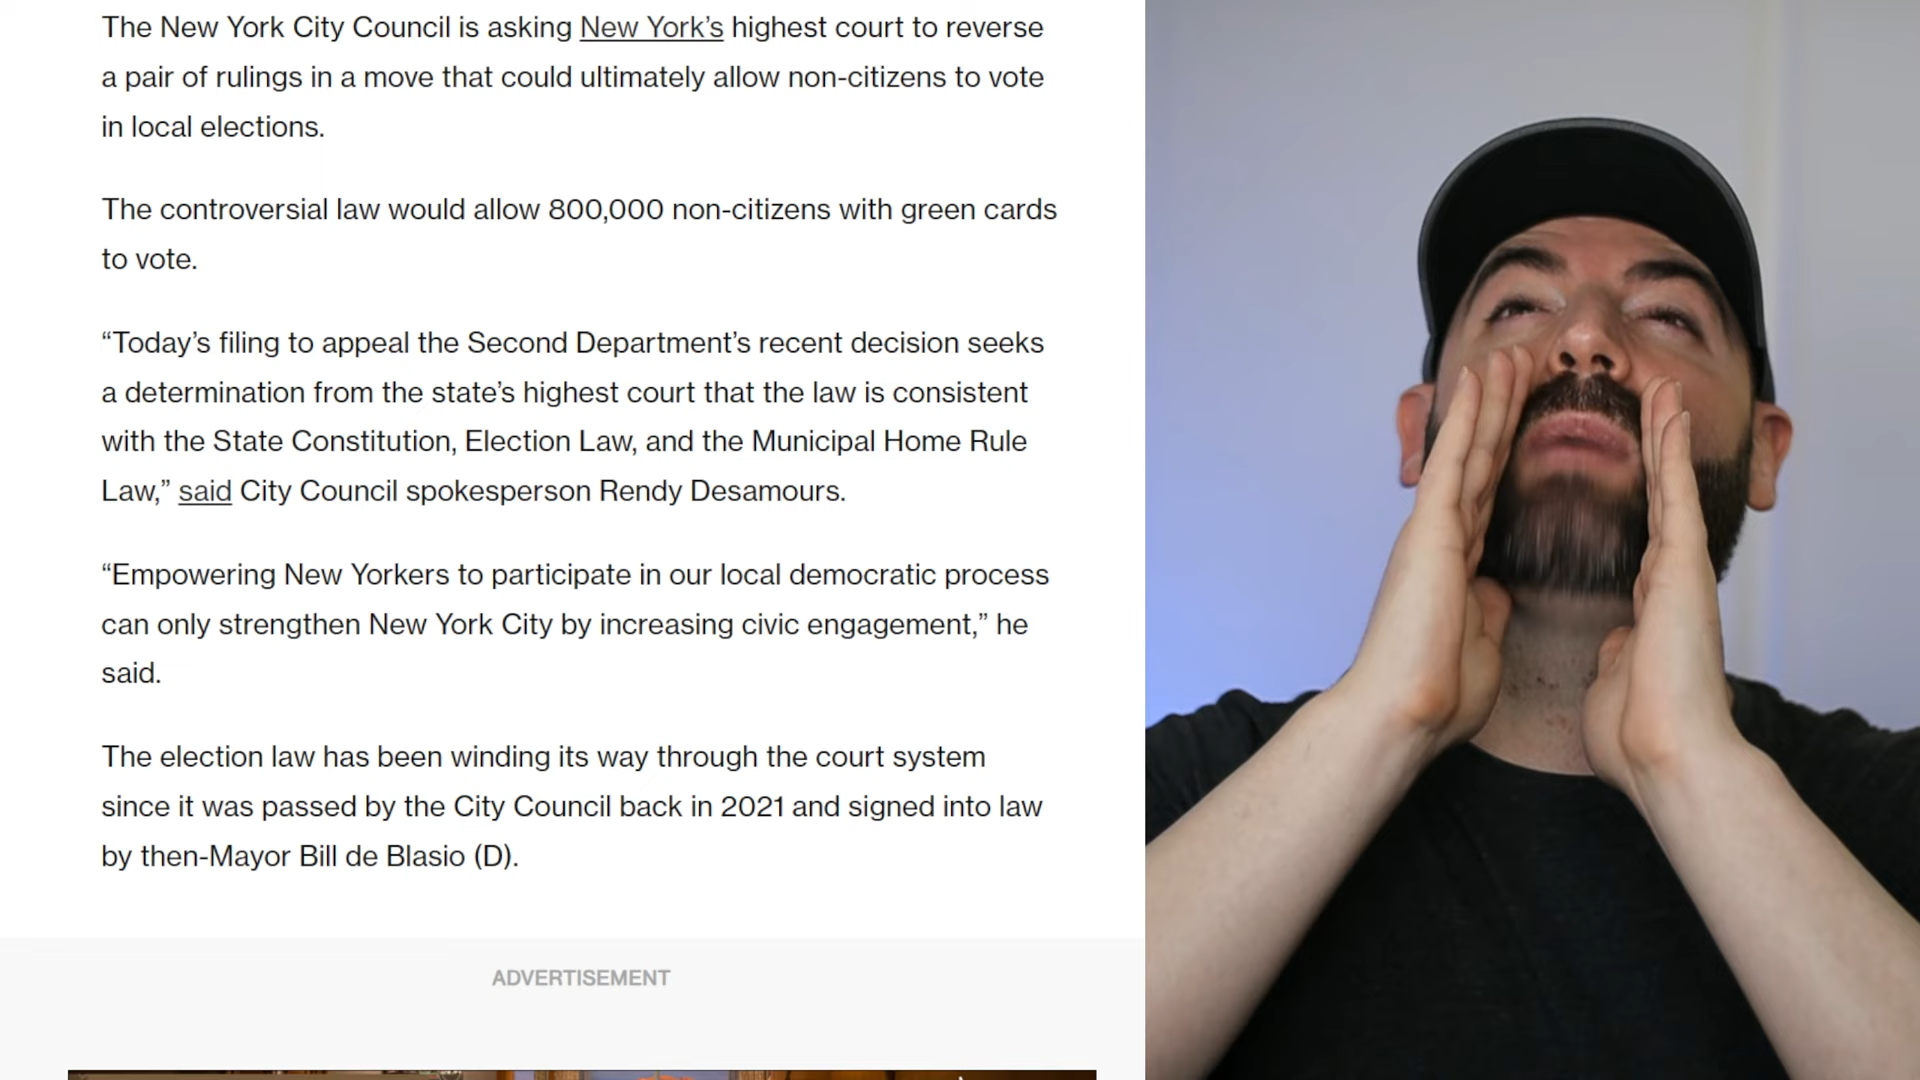 The New York City Council is asking New York’s highest court to reverse
a pair of rulings in a move that could ultimately allow non-citizens to vote
in local elections.
The controversial law would allow 800,000 non-citizens with green cards
to vote.
“Today’s filing to appeal the Second Department’s recent decision seeks
a determination from the state’s highest court that the law is consistent
with the State Constitution, Election Law, and the Municipal Home Rule
Law,” said City Council spokesperson Rendy Desamours.
“Empowering New Yorkers to participate in our local democratic process
can only strengthen New York City by increasing civic engagement,” he
said.
The election law has been winding its way through the court system
since it was passed by the City Council back in 2021 and signed into law
by then-Mayor Bill de Blasio (D).
ADVERTISEMENT